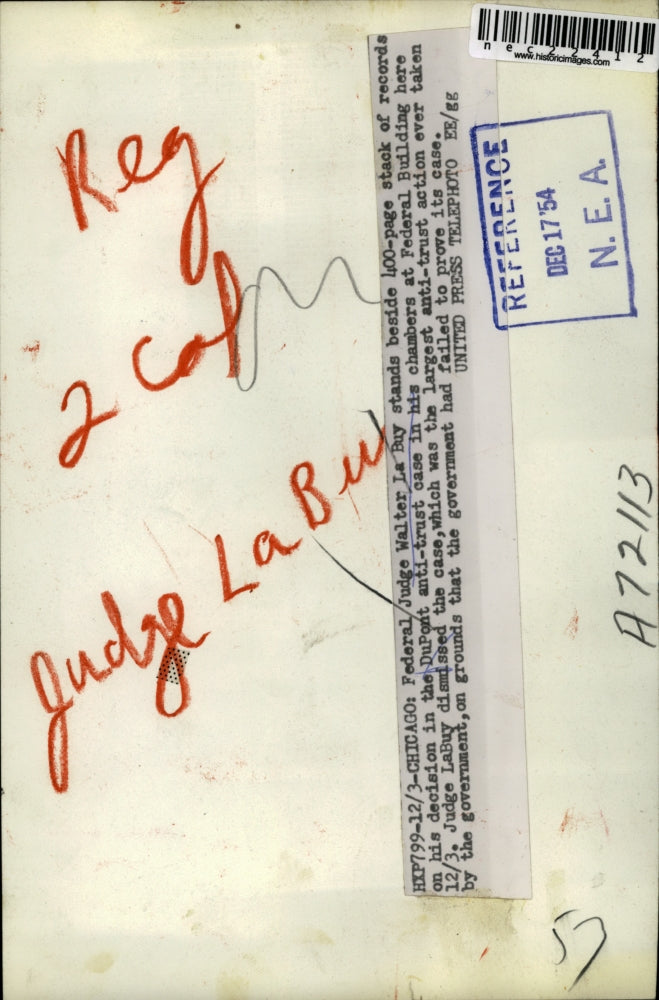 nec22412
www.historicimages.com
REFERENCE
DEC 17'54
N. E. A.
Reg
2 Col
Judge LaBu
HXP799-12/3-CHICAGO: Federal Judge Walter La Buy stands beside 400-page stack of records
on his decision in the DuPont anti-trust case in his chambers at Federal Building here
12/3. Judge LaBuy dismissed the case,which was the largest anti-trust action ever taken
by the government,on grounds that the government had failed to prove its case.
UNITED PRESS TELEPHOTO EE/gg
A72113
57